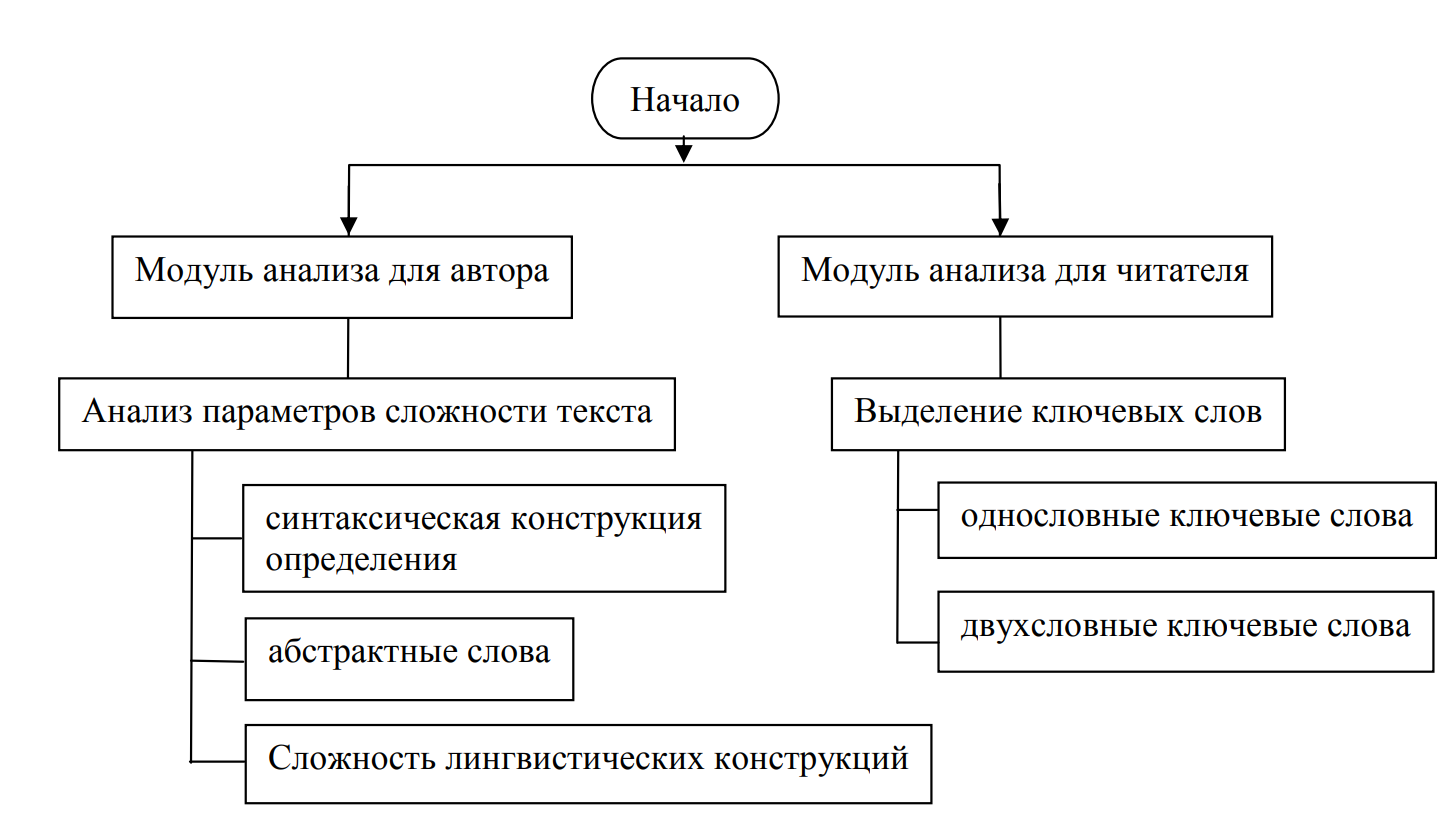 Начало
Модуль анализа для автора
Модуль анализа для читателя
Анализ параметров сложности текста
Выделение ключевых слов
синтаксическая конструкция
определения
однословные ключевые слова
абстрактные слова
двухсловные ключевые слова
Сложность лингвистических конструкций